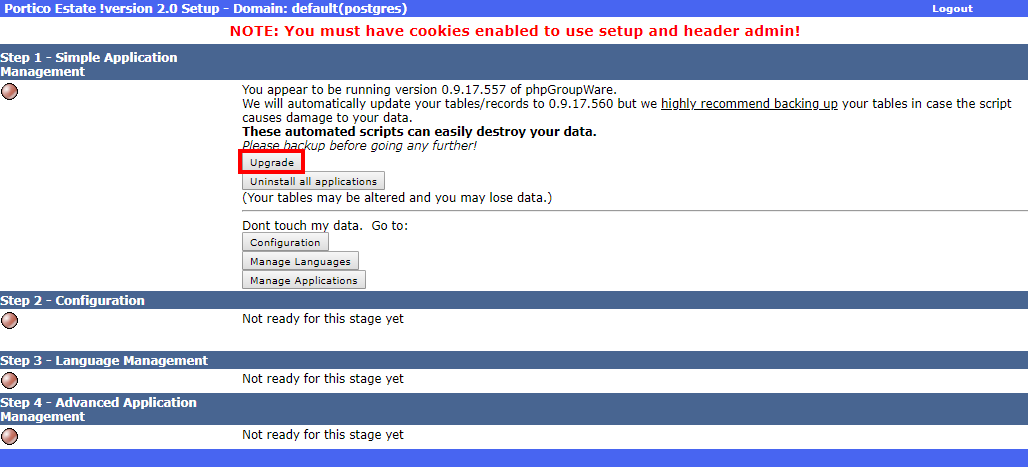 Portico Estate !version 2.0 Setup - Domain: default(postgres)
Logout
NOTE: You must have cookies enabled to use setup and header admin!
Step 1 - Simple Application
Management
You appear to be running version 0.9.17.557 of phpGroupWare.
We will automatically update your tables/records to 0.9.17.560 but we highly recommend backing up your tables in case the script
causes damage to your data.
These automated scripts can easily destroy your data.
Please backup before going any further!
Upgrade
Uninstall all applications
(Your tables may be altered and you may lose data.)
Dont touch my data.  Go to:
Configuration
Manage Languages
Manage Applications
Step 2 - Configuration
Not ready for this stage yet
Step 3 - Language Management
Not ready for this stage yet
Step 4 - Advanced Application
Management
Not ready for this stage yet